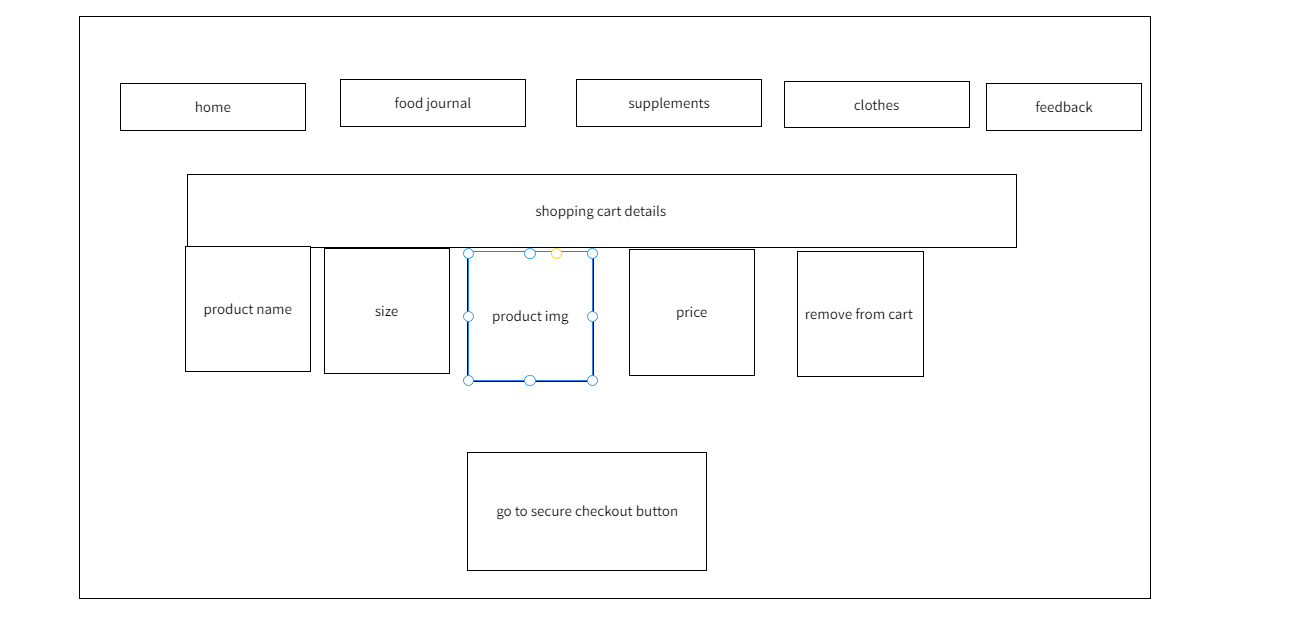 home
food journal
supplements
clothes
feedback
shopping cart details
product name
size
product img
price
remove from cart
go to secure checkout button